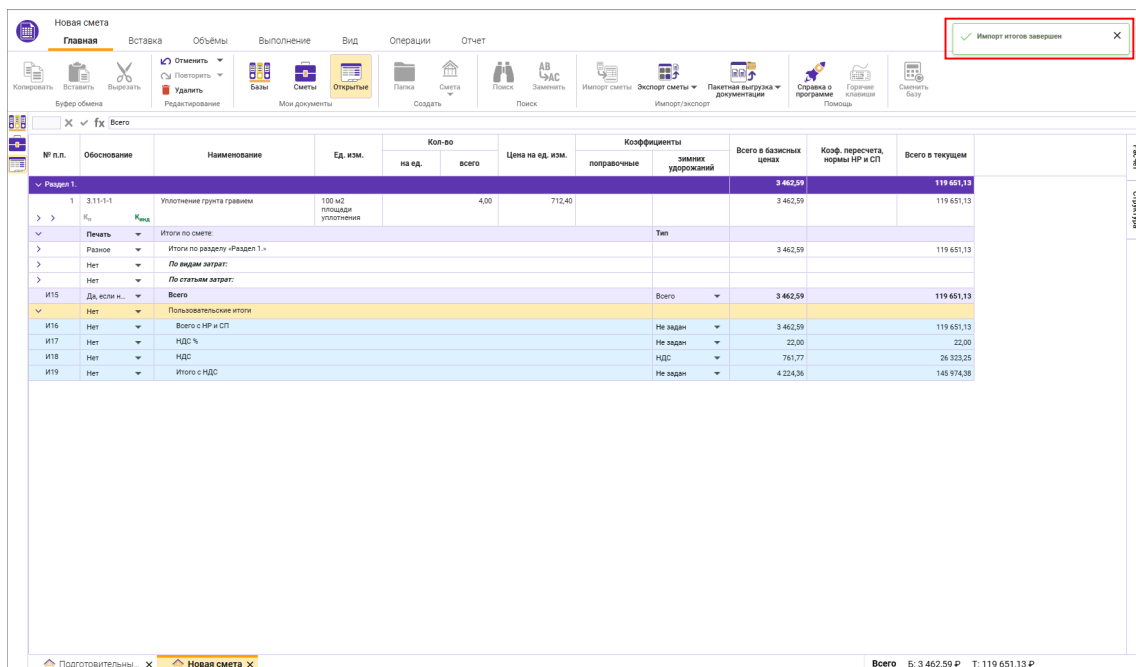 Новая смета
Главная Вставка Объёмы Выполнение Вид Операции Отчет
Импорт итогов завершен
Копировать Вставить Вырезать
Отменить
Повторить
Удалить
Базы Сметы Открытые
Папка Смета
Поиск Заменить
AB
AC
Импорт сметы Экспорт сметы Пакетная выгрузка документации
Справка о программе Горячие клавиши
Сменить базу
Буфер обмена Редактирование Мои документы Создать Поиск Импорт/экспорт Помощь
fx Всего
№ п.п. Обоснование Наименование Ед. изм. Кол-во Цена на ед. изм. Коэффициенты Всего в базисных ценах Коэф. пересчета, нормы НР и СП Всего в текущем
на ед. всего поправочные зимних удорожаний
Раздел 1. 3 462,59 119 651,13
1 3.11-1-1 Уплотнение грунта гравием 100 м2 площади уплотнения 4,00 712,40 3 462,59 119 651,13
Кп Кинд
Печать Итоги по смете: Тип
Разное Итоги по разделу «Раздел 1.» 3 462,59 119 651,13
Нет По видам затрат:
Нет По статьям затрат:
И15 Да, если н... Всего Всего 3 462,59 119 651,13
Нет Пользовательские итоги
И16 Нет Всего с НР и СП Не задан 3 462,59 119 651,13
И17 Нет НДС % Не задан 22,00 22,00
И18 Нет НДС НДС 761,77 26 323,25
И19 Нет Итого с НДС Не задан 4 224,36 145 974,38
Структура
Подготовительны... Новая смета Всего Б: 3 462,59 ₽ Т: 119 651,13 ₽